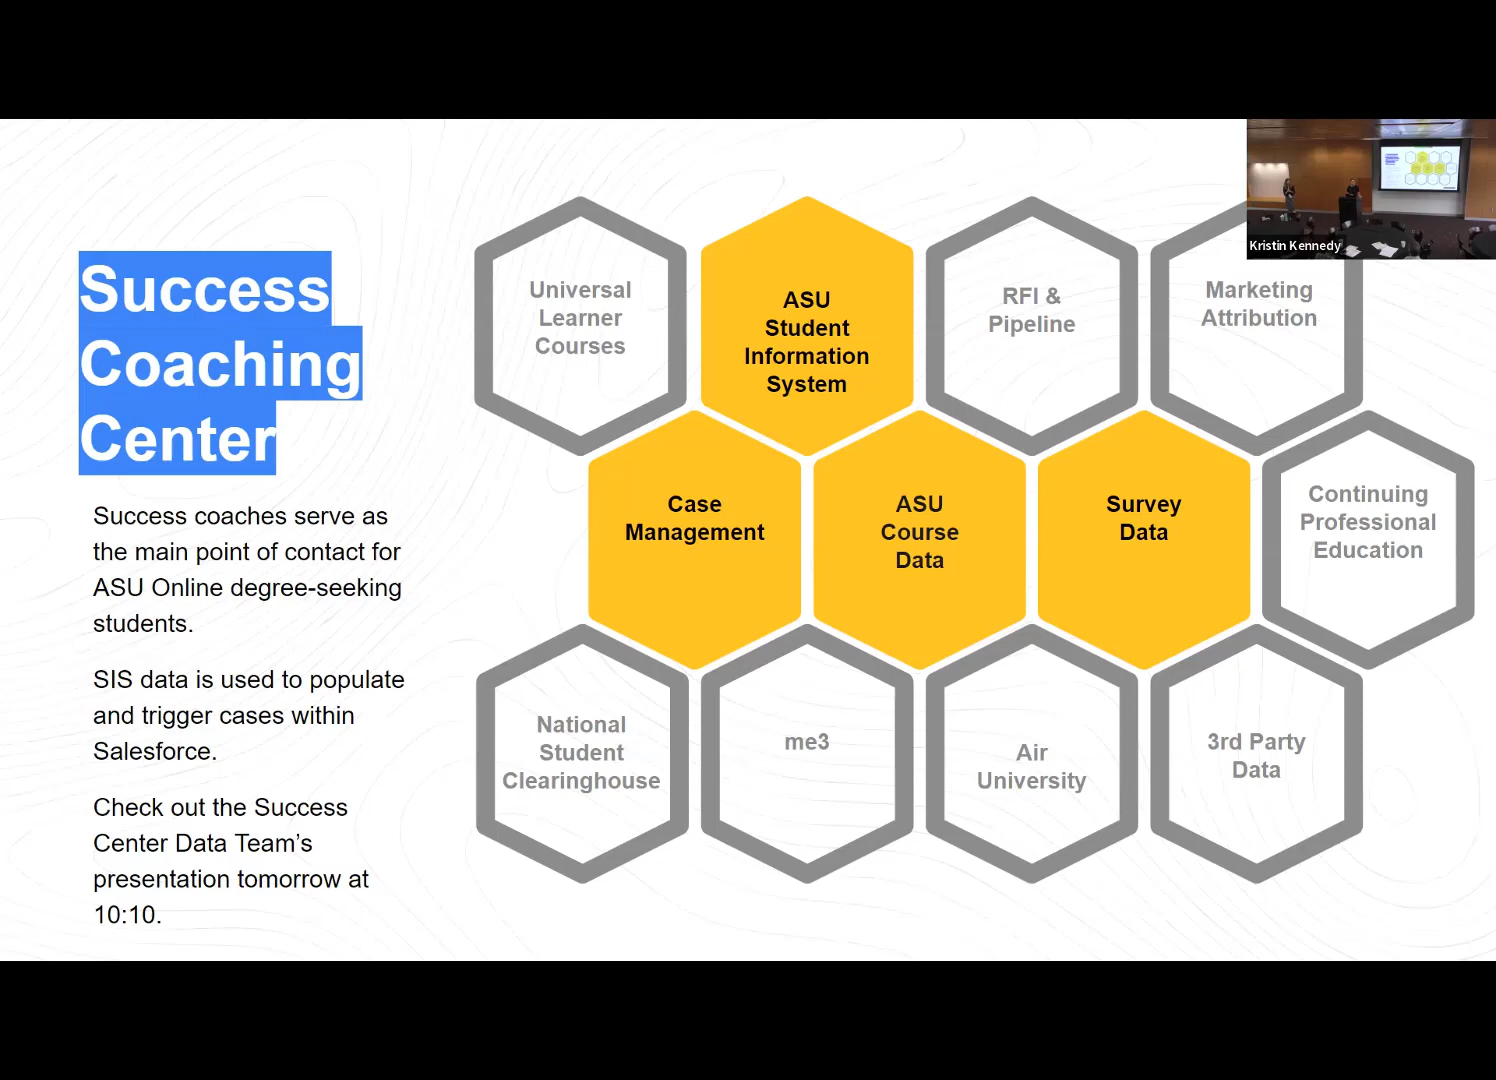 Success
Coaching
Center
Success coaches serve as
the main point of contact for
ASU Online degree-seeking
students.
SIS data is used to populate
and trigger cases within
Salesforce.
Check out the Success
Center Data Team’s
presentation tomorrow at
10:10.
Universal
Learner
Courses
ASU
Student
Information
System
RFI &
Pipeline
Marketing
Attribution
Case
Management
ASU
Course
Data
Survey
Data
Continuing
Professional
Education
National
Student
Clearinghouse
me3
Air
University
3rd Party
Data
Kristin Kennedy